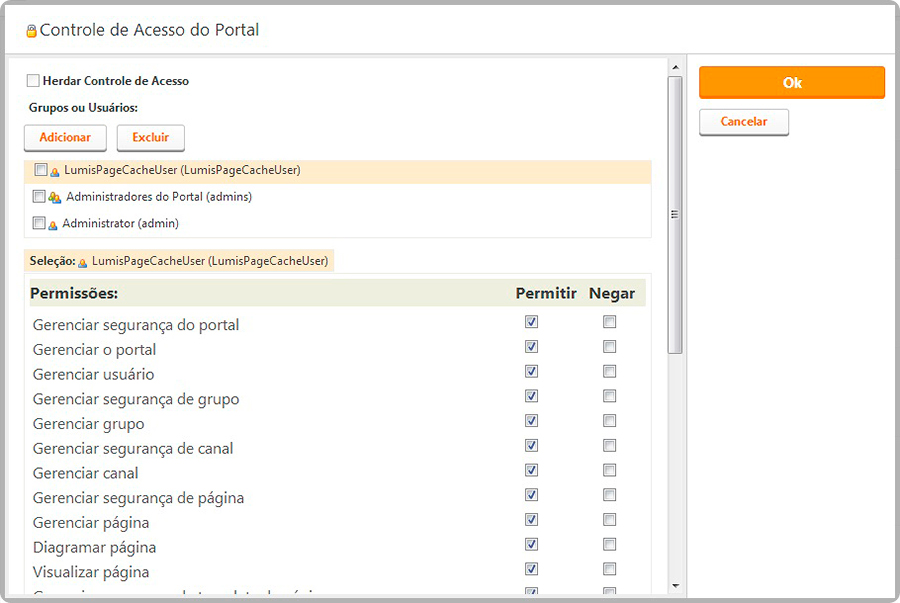 Controle de Acesso do Portal
Herdar Controle de Acesso
Grupos ou Usuários:
Adicionar Excluir
LumisPageCacheUser (LumisPageCacheUser)
Administradores do Portal (admins)
Administrator (admin)
Seleção: LumisPageCacheUser (LumisPageCacheUser)
Permissões: Permitir Negar
Gerenciar segurança do portal
Gerenciar o portal
Gerenciar usuário
Gerenciar segurança de grupo
Gerenciar grupo
Gerenciar segurança de canal
Gerenciar canal
Gerenciar segurança de página
Gerenciar página
Diagramar página
Visualizar página
Ok
Cancelar